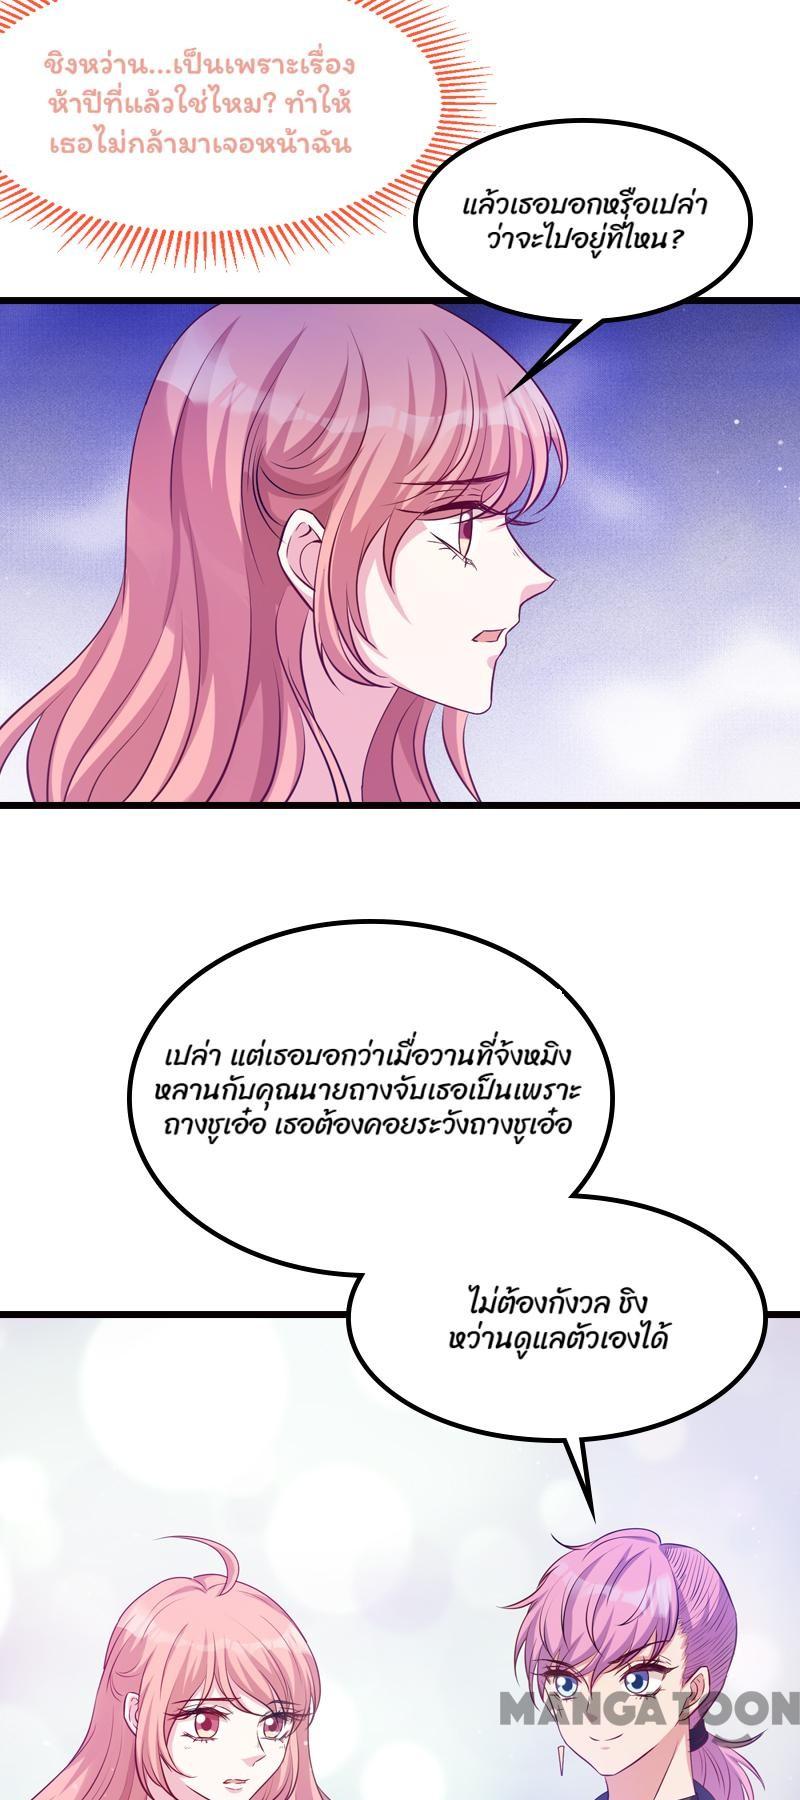 ชิงหว่าน...เป็นเพราะเรื่อง
ห้าปีที่แล้วใช่ไหม? ทำให้
เธอไม่กล้ามาเจอหน้าฉัน
แล้วเธอบอกหรือเปล่า
ว่าจะไปอยู่ที่ไหน?
เปล่า แต่เธอบอกว่าเมื่อวานที่จ้งหมิง
หลานกับคุณนายถางจับเธอเป็นเพราะ
ถางชูเอ๋อ เธอต้องคอยระวังถางชูเอ๋อ
ไม่ต้องกังวล ชิง
หว่านดูแลตัวเองได้
MANGATOON